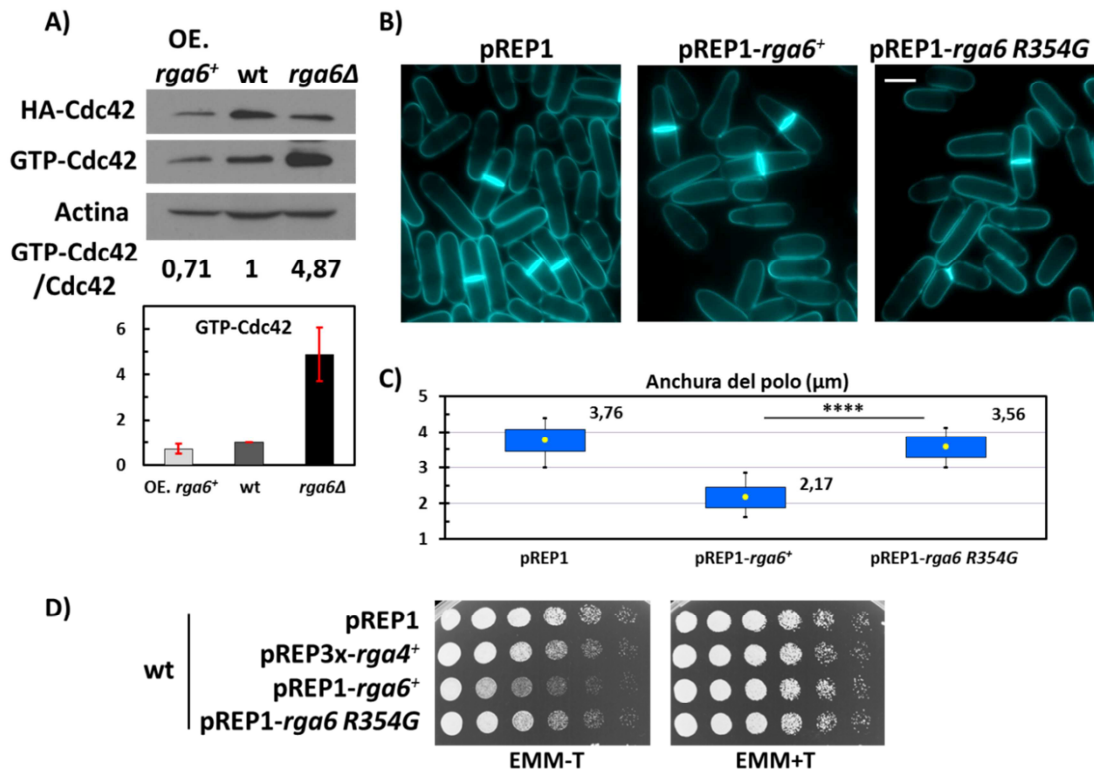 A)
OE.
rga6+ wt rga6Δ
HA-Cdc42
GTP-Cdc42
Actina
GTP-Cdc42
/Cdc42
0,71 1 4,87
GTP-Cdc42
6
4
2
0
OE. rga6+ wt rga6Δ
B)
pREP1 pREP1-rga6+ pREP1-rga6 R354G
C)
Anchura del polo (µm)
5
4
3
2
1
3,76
2,17
****
3,56
pREP1 pREP1-rga6+ pREP1-rga6 R354G
D)
wt
pREP1
pREP3x-rga4+
pREP1-rga6+
pREP1-rga6 R354G
EMM-T EMM+T